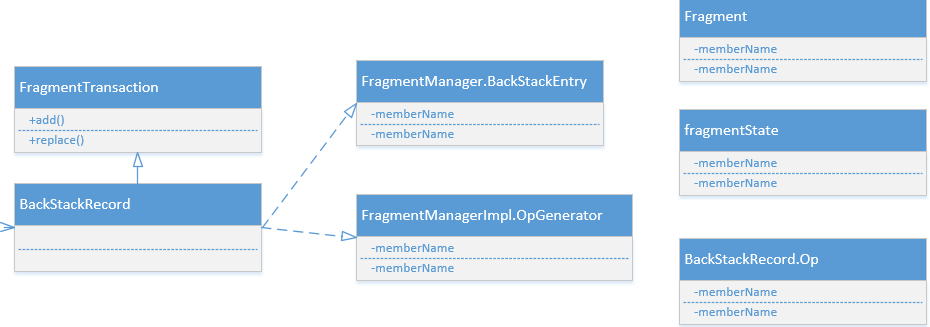 FragmentTransaction
+add()
+replace()
BackStackRecord
FragmentManager.BackStackEntry
-memberName
-memberName
FragmentManagerImpl.OpGenerator
-memberName
-memberName
Fragment
-memberName
-memberName
fragmentState
-memberName
-memberName
BackStackRecord.Op
-memberName
-memberName